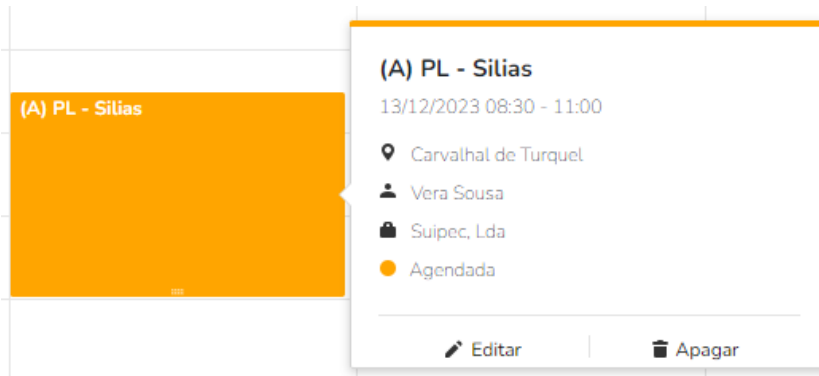 (A) PL - Silias
(A) PL - Silias
13/12/2023 08:30 - 11:00
Carvalhal de Turquel
Vera Sousa
Suipec, Lda
Agendada
Editar
Apagar